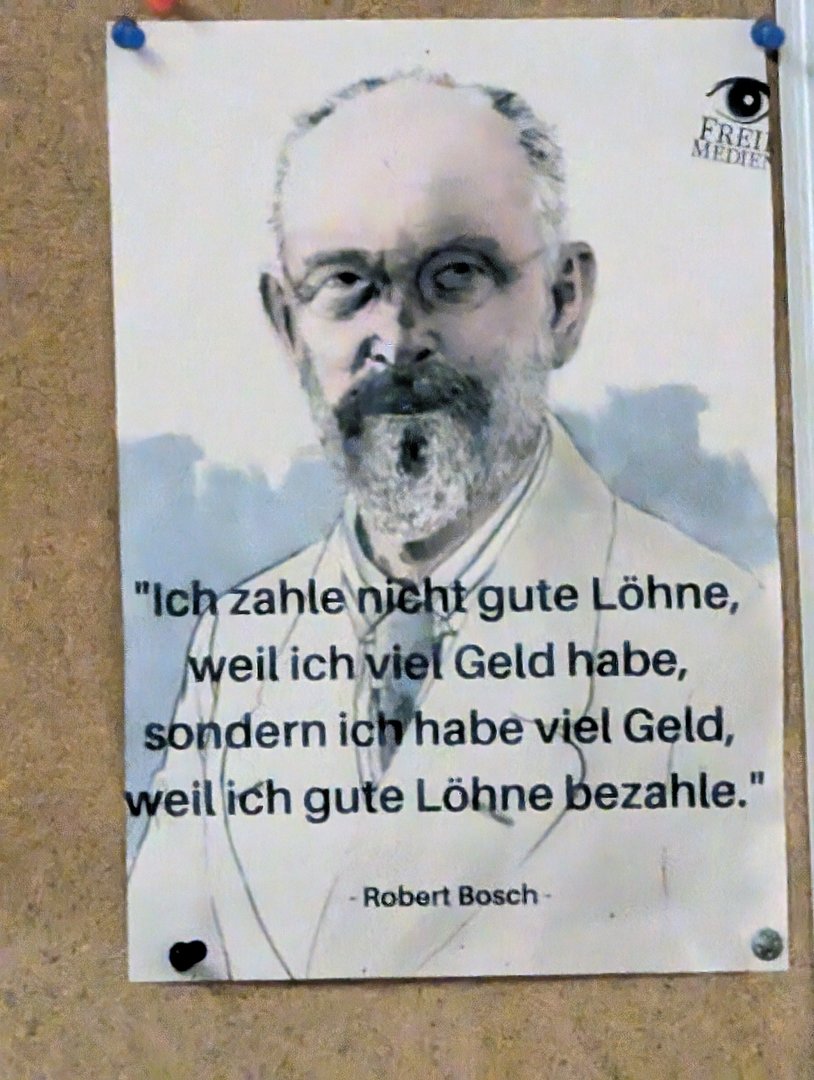 FREIE
MEDIEN
"Ich zahle nicht gute Löhne,
weil ich viel Geld habe,
sondern ich habe viel Geld,
weil ich gute Löhne bezahle."
- Robert Bosch -